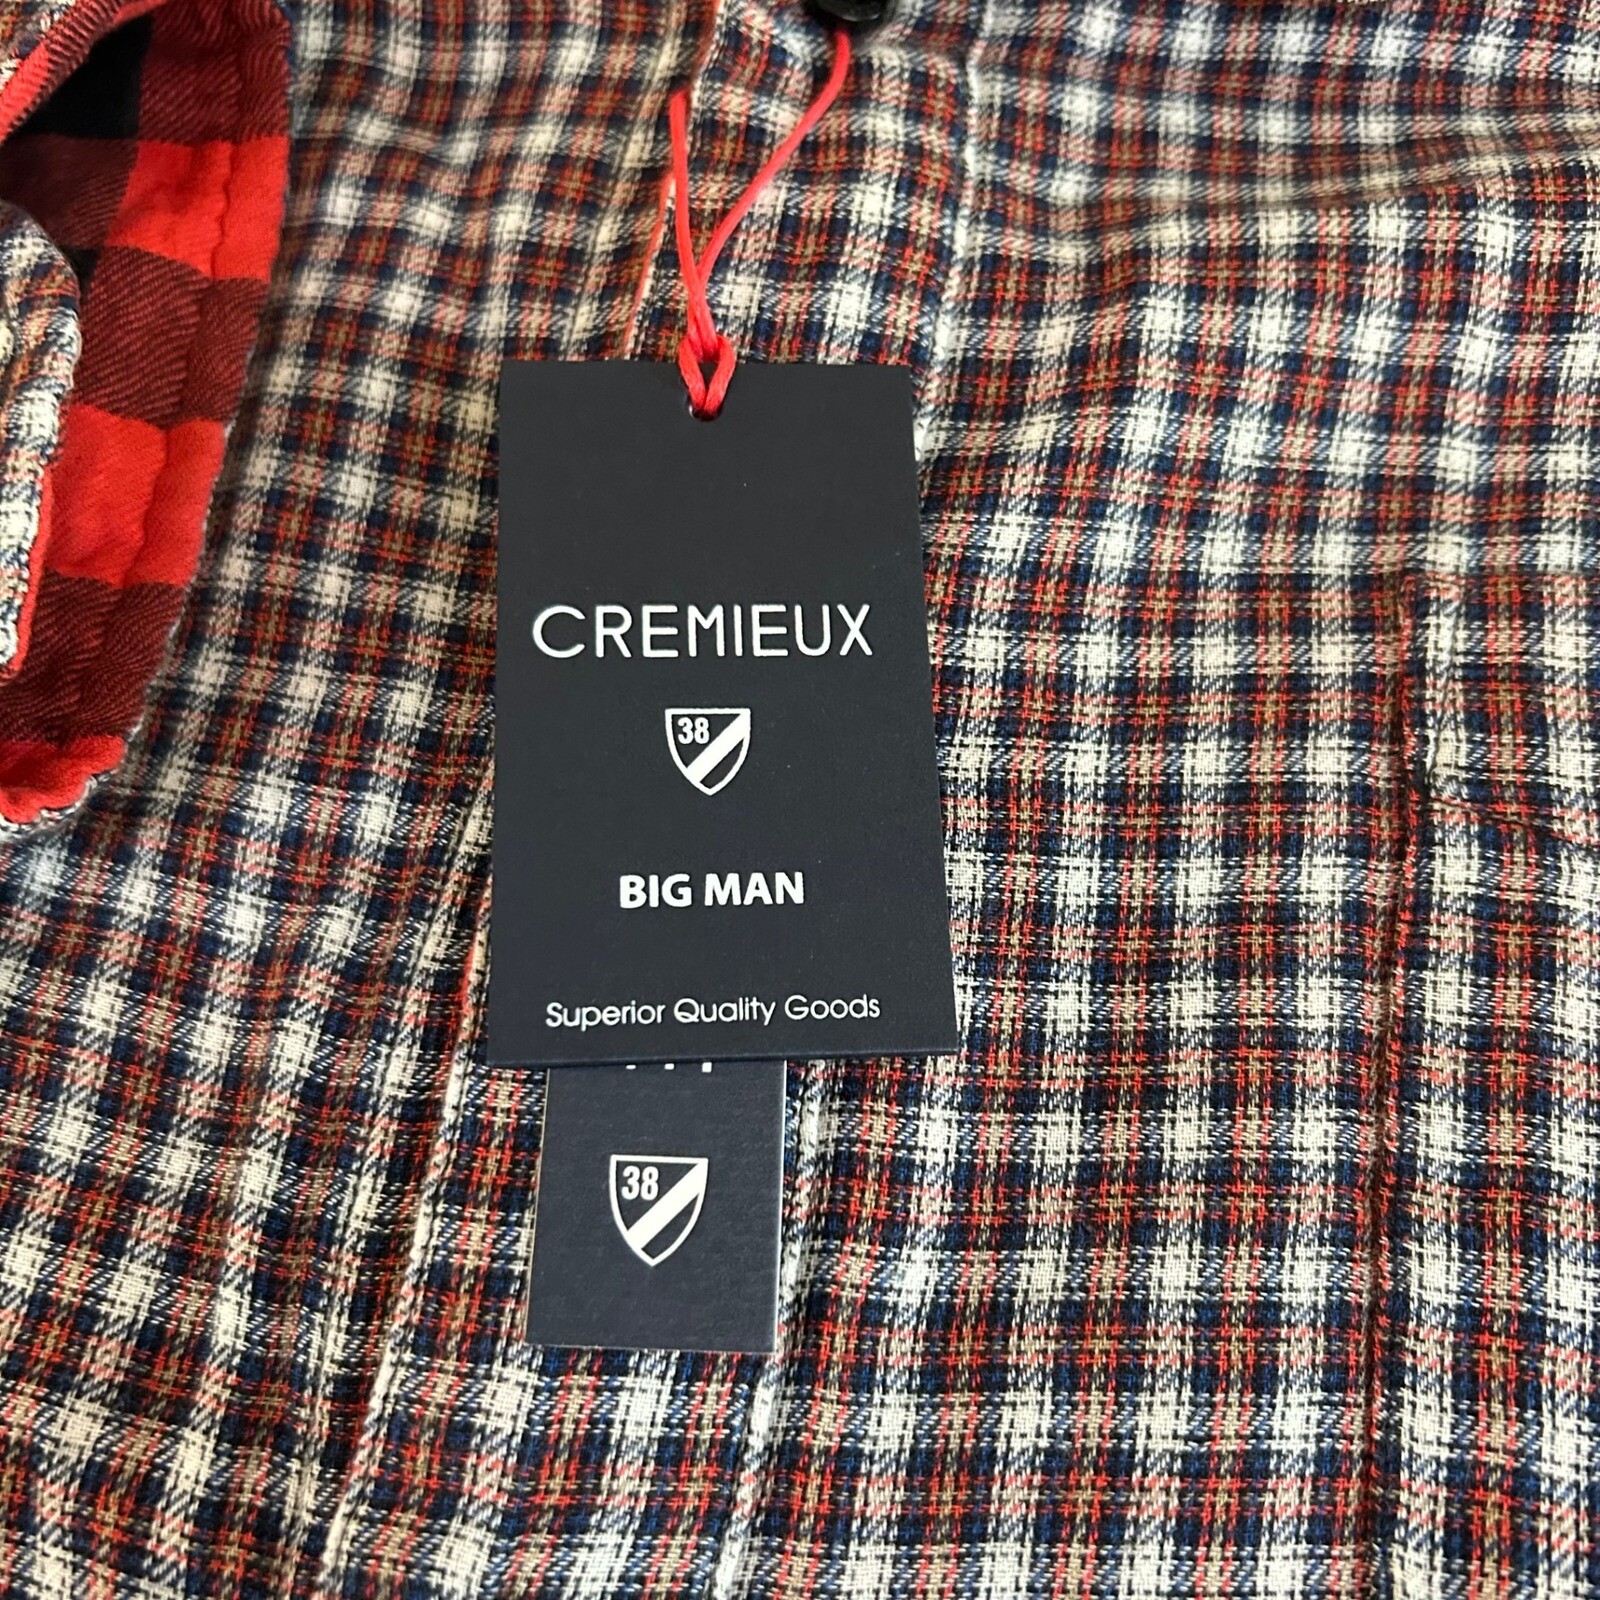 CREMIEUX
38
BIG MAN
Superior Quality Goods
38